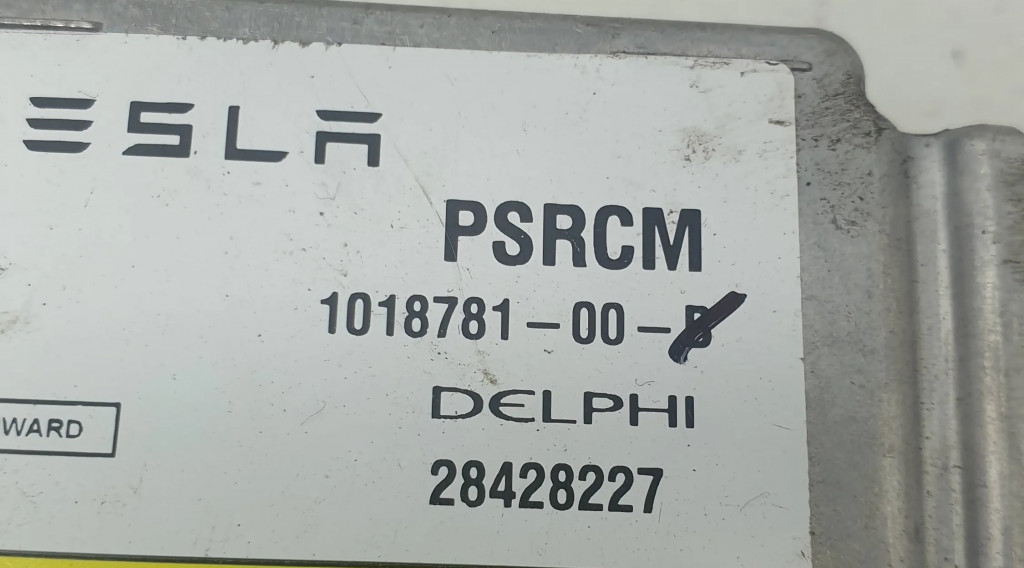 ESLA
PSRCM
1018781-00-B
DELPHI
WARD
28428227